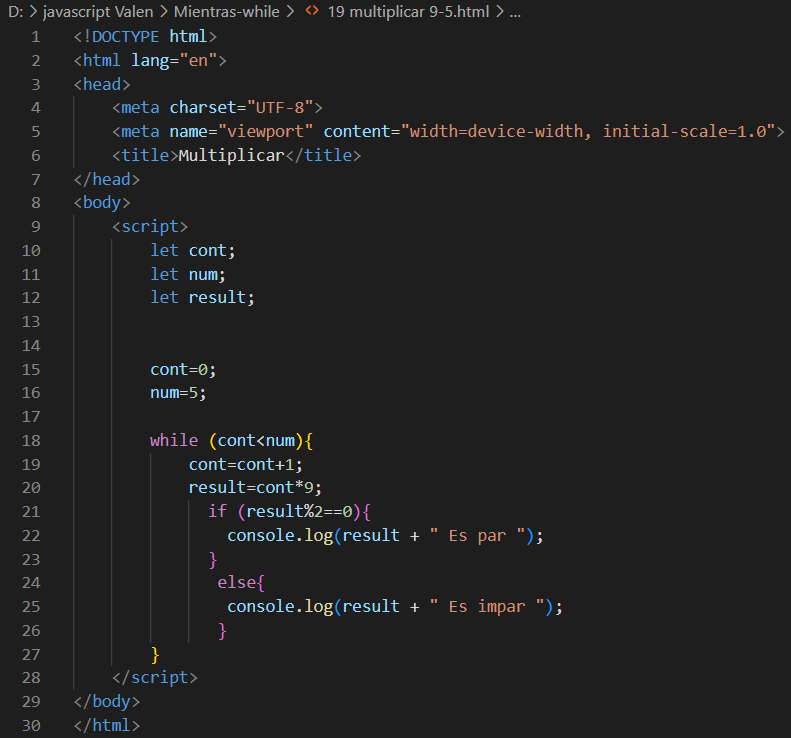 D: > javascript Valen > Mientras-while > <> 19 multiplicar 9-5.html > ...
1 <!DOCTYPE html>
2 <html lang="en">
3 <head>
4     <meta charset="UTF-8">
5     <meta name="viewport" content="width=device-width, initial-scale=1.0">
6     <title>Multiplicar</title>
7 </head>
8 <body>
9     <script>
10         let cont;
11         let num;
12         let result;
13
14
15         cont=0;
16         num=5;
17
18         while (cont<num){
19             cont=cont+1;
20             result=cont*9;
21               if (result%2==0){
22                 console.log(result + " Es par ");
23               }
24                else{
25                 console.log(result + " Es impar ");
26                }
27         }
28     </script>
29 </body>
30 </html>